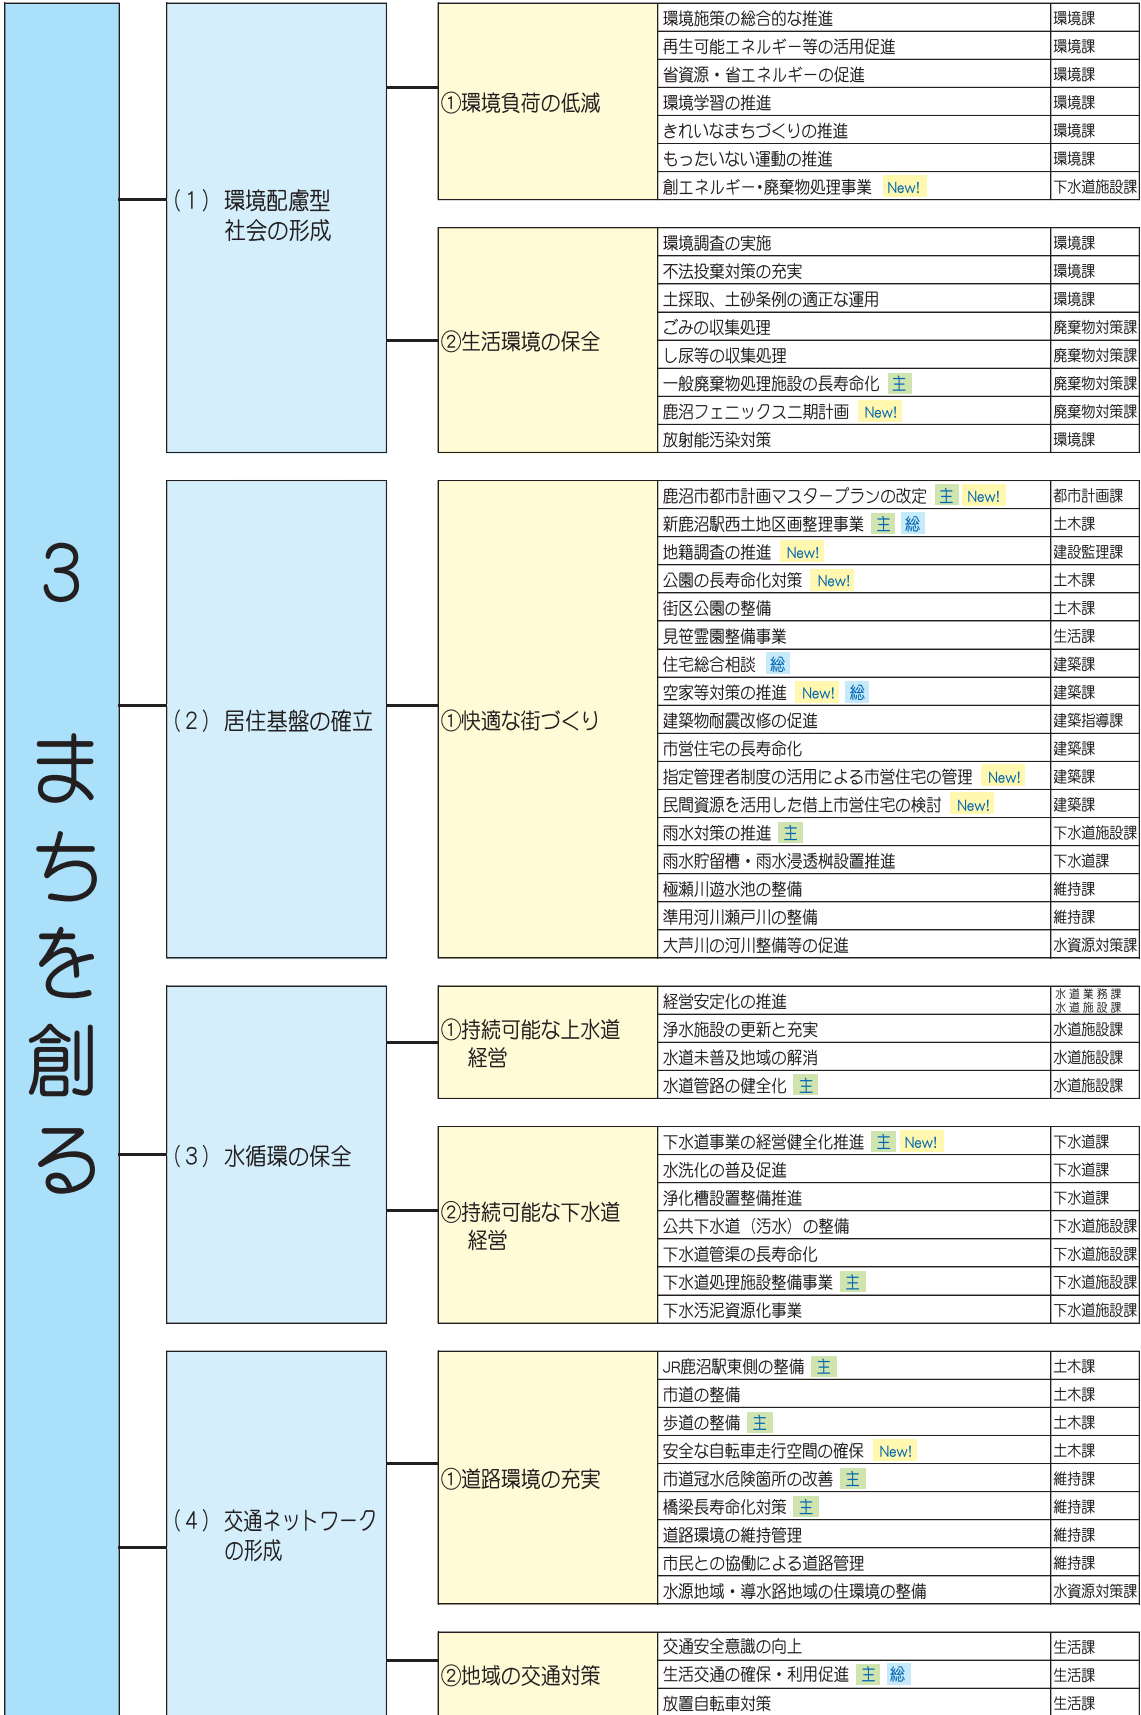 3 まちを創る
(1) 環境配慮型
社会の形成
①環境負荷の低減
環境施策の総合的な推進 環境課
再生可能エネルギー等の活用促進 環境課
省資源・省エネルギーの促進 環境課
環境学習の推進 環境課
きれいなまちづくりの推進 環境課
もったいない運動の推進 環境課
創エネルギー・廃棄物処理事業 New! 下水道施設課
②生活環境の保全
環境調査の実施 環境課
不法投棄対策の充実 環境課
土採取、土砂条例の適正な運用 環境課
ごみの収集処理 廃棄物対策課
し尿等の収集処理 廃棄物対策課
一般廃棄物処理施設の長寿命化 主 廃棄物対策課
鹿沼フェニックス二期計画 New! 廃棄物対策課
放射能汚染対策 環境課
(2) 居住基盤の確立
①快適な街づくり
鹿沼市都市計画マスタープランの改定 主 New! 都市計画課
新鹿沼駅西土地区画整理事業 主 総 土木課
地籍調査の推進 New! 建設監理課
公園の長寿命化対策 New! 土木課
街区公園の整備 土木課
見笹霊園整備事業 生活課
住宅総合相談 総 建築課
空家等対策の推進 New! 総 建築課
建築物耐震改修の促進 建築指導課
市営住宅の長寿命化 建築課
指定管理者制度の活用による市営住宅の管理 New! 建築課
民間資源を活用した借上市営住宅の検討 New! 建築課
雨水対策の推進 主 下水道施設課
雨水貯留槽・雨水浸透桝設置推進 下水道課
極瀬川遊水池の整備 維持課
準用河川瀬戸川の整備 維持課
大芦川の河川整備等の促進 水資源対策課
(3) 水循環の保全
①持続可能な上水道
経営
経営安定化の推進 水道業務課
水道施設課
浄水施設の更新と充実 水道施設課
水道未普及地域の解消 水道施設課
水道管路の健全化 主 水道施設課
②持続可能な下水道
経営
下水道事業の経営健全化推進 主 New! 下水道課
水洗化の普及促進 下水道課
浄化槽設置整備推進 下水道課
公共下水道（汚水）の整備 下水道施設課
下水道管渠の長寿命化 下水道施設課
下水道処理施設整備事業 主 下水道施設課
下水汚泥資源化事業 下水道施設課
(4) 交通ネットワーク
の形成
①道路環境の充実
JR鹿沼駅東側の整備 主 土木課
市道の整備 土木課
歩道の整備 主 土木課
安全な自転車走行空間の確保 New! 土木課
市道冠水危険箇所の改善 主 維持課
橋梁長寿命化対策 主 維持課
道路環境の維持管理 維持課
市民との協働による道路管理 維持課
水源地域・導水路地域の住環境の整備 水資源対策課
②地域の交通対策
交通安全意識の向上 生活課
生活交通の確保・利用促進 主 総 生活課
放置自転車対策 生活課